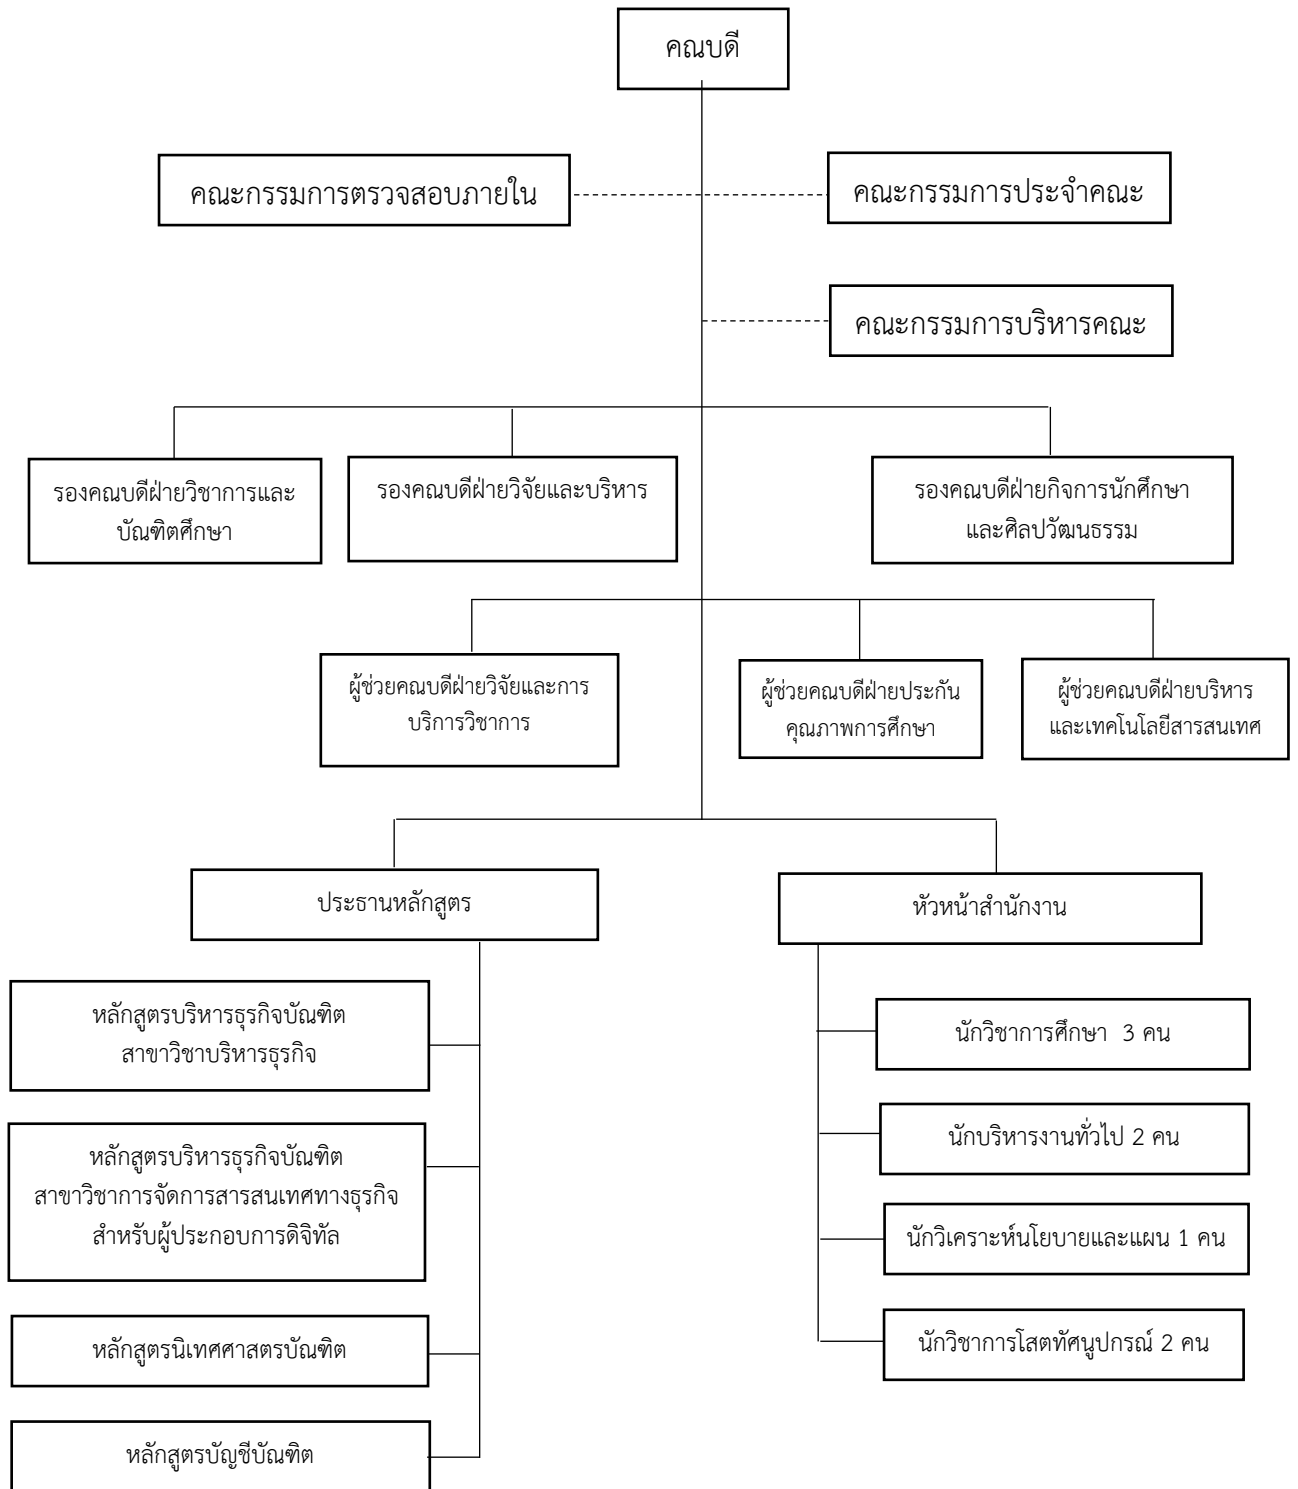 คณบดี
คณะกรรมการตรวจสอบภายใน
คณะกรรมการประจำคณะ
คณะกรรมการบริหารคณะ
รองคณบดีฝ่ายวิชาการและ
บัณฑิตศึกษา
รองคณบดีฝ่ายวิจัยและบริหาร
รองคณบดีฝ่ายกิจการนักศึกษา
และศิลปวัฒนธรรม
ผู้ช่วยคณบดีฝ่ายวิจัยและการ
บริการวิชาการ
ผู้ช่วยคณบดีฝ่ายประกัน
คุณภาพการศึกษา
ผู้ช่วยคณบดีฝ่ายบริหาร
และเทคโนโลยีสารสนเทศ
ประธานหลักสูตร
หลักสูตรบริหารธุรกิจบัณฑิต
สาขาวิชาบริหารธุรกิจ
หลักสูตรบริหารธุรกิจบัณฑิต
สาขาวิชาการจัดการสารสนเทศทางธุรกิจ
สำหรับผู้ประกอบการดิจิทัล
หลักสูตรนิเทศศาสตรบัณฑิต
หลักสูตรบัญชีบัณฑิต
หัวหน้าสำนักงาน
นักวิชาการศึกษา 3 คน
นักบริหารงานทั่วไป 2 คน
นักวิเคราะห์นโยบายและแผน 1 คน
นักวิชาการโสตทัศนูปกรณ์ 2 คน